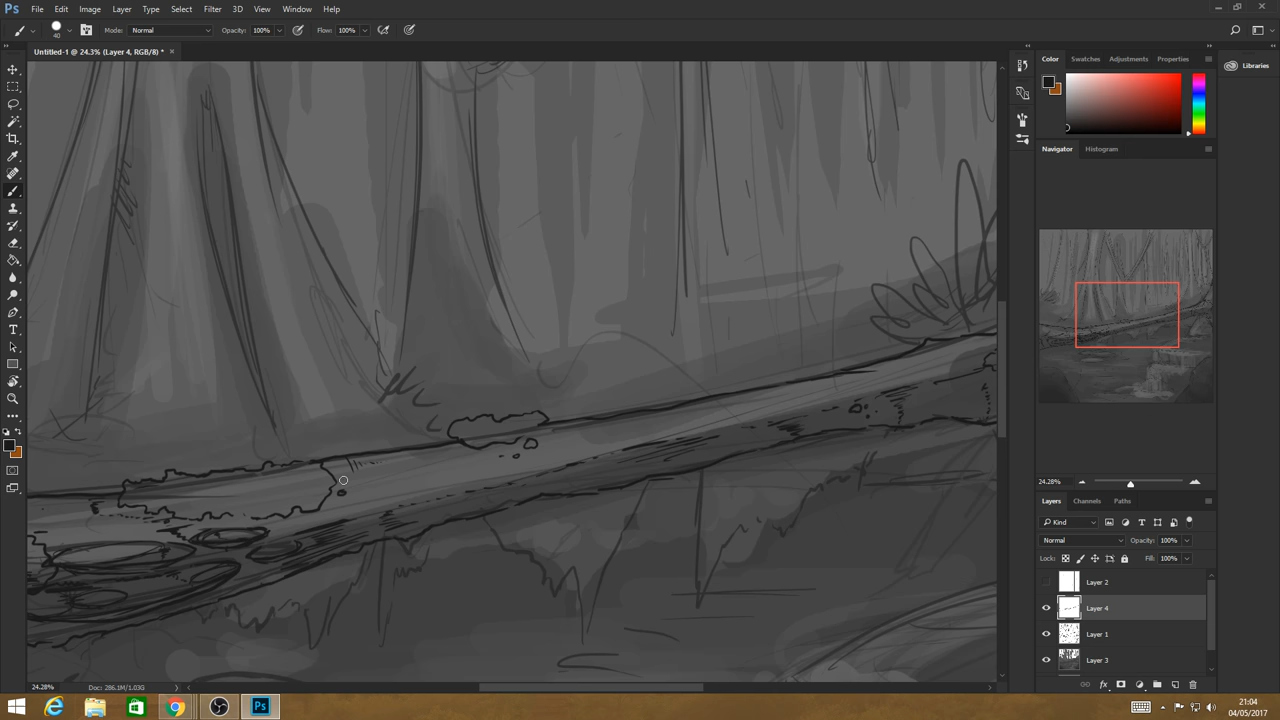 Ps File Edit Image Layer Type Select Filter 3D View Window Help
40 Mode: Normal Opacity: 100% Flow: 100%
Untitled-1 @ 24.3% (Layer 4, RGB/8) * ×
Color Swatches Adjustments Properties
Libraries
Navigator Histogram
24.28%
Layers Channels Paths
Kind
Normal Opacity: 100%
Lock: Fill: 100%
Layer 2
Layer 4
Layer 1
Layer 3
24.28% Doc: 286.1M/1.03G
Ps
21:04
04/05/2017